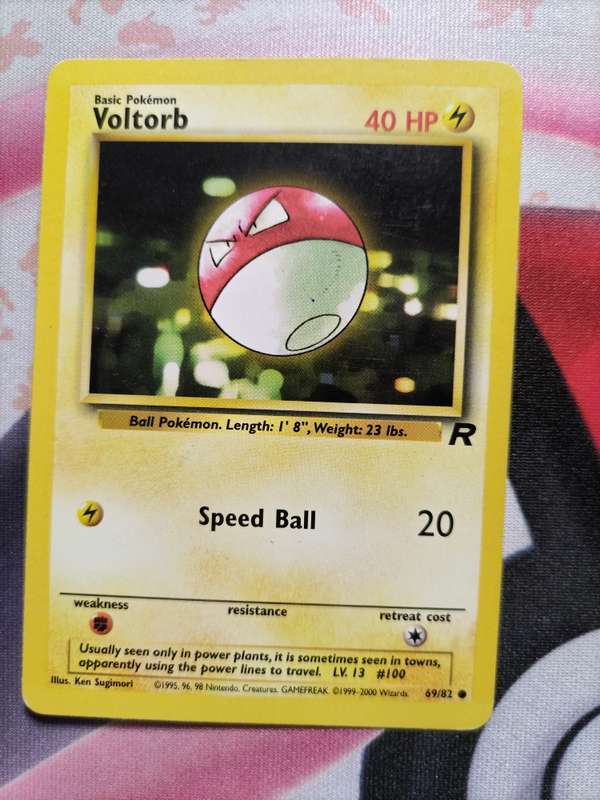 Basic Pokémon
Voltorb
40 HP
Ball Pokémon. Length: 1' 8", Weight: 23 lbs.
R
Speed Ball
20
weakness
resistance
retreat cost
Usually seen only in power plants, it is sometimes seen in towns,
apparently using the power lines to travel. LV. 13 #100
Illus. Ken Sugimori
©1995, 96, 98 Nintendo, Creatures, GAMEFREAK. ©1999-2000 Wizards.
69/82